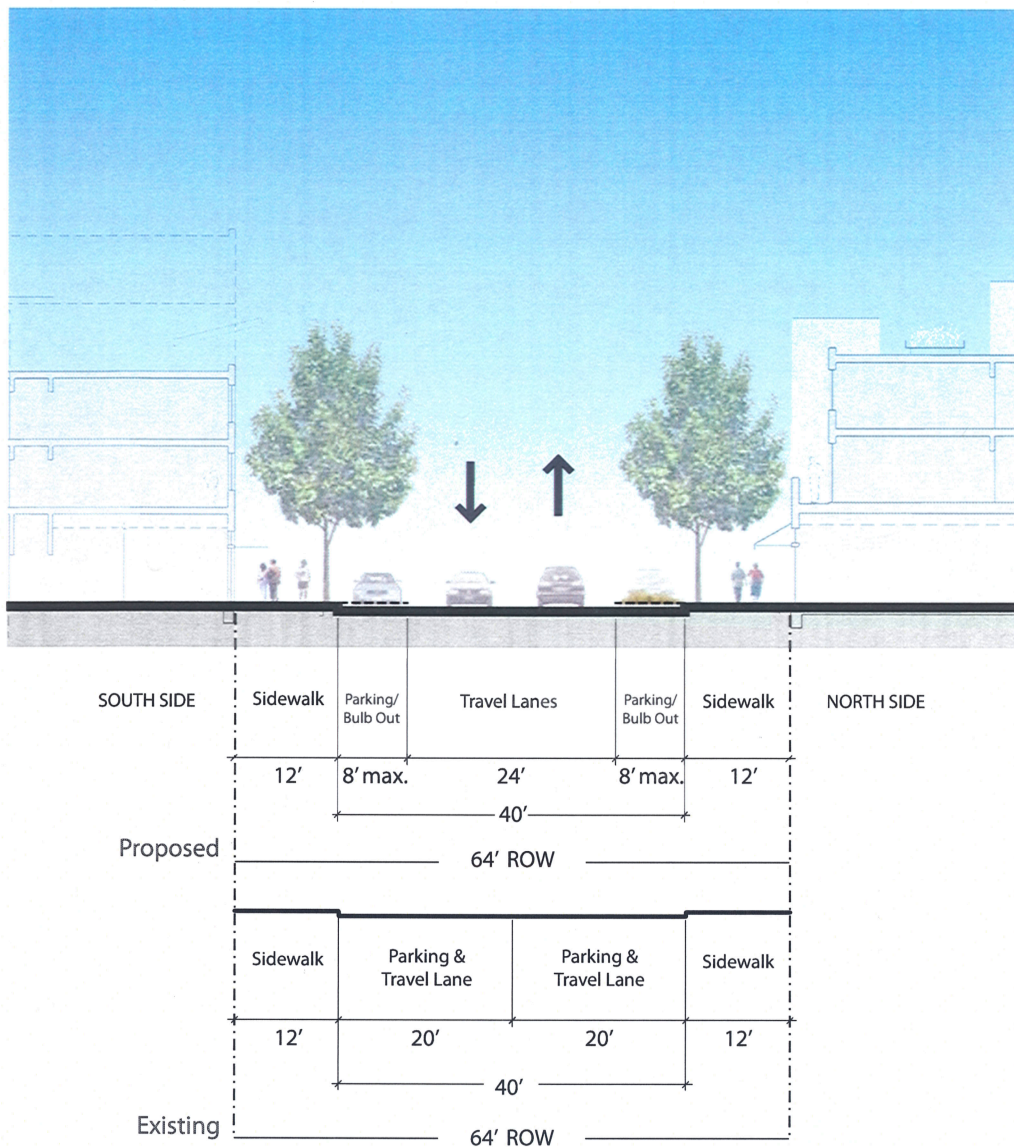 SOUTH SIDE
Sidewalk
Parking/
Bulb Out
Travel Lanes
Parking/
Bulb Out
Sidewalk
NORTH SIDE
12'
8' max.
24'
8' max.
12'
40'
Proposed
64' ROW
Sidewalk
Parking &
Travel Lane
Parking &
Travel Lane
Sidewalk
12'
20'
20'
12'
40'
Existing
64' ROW